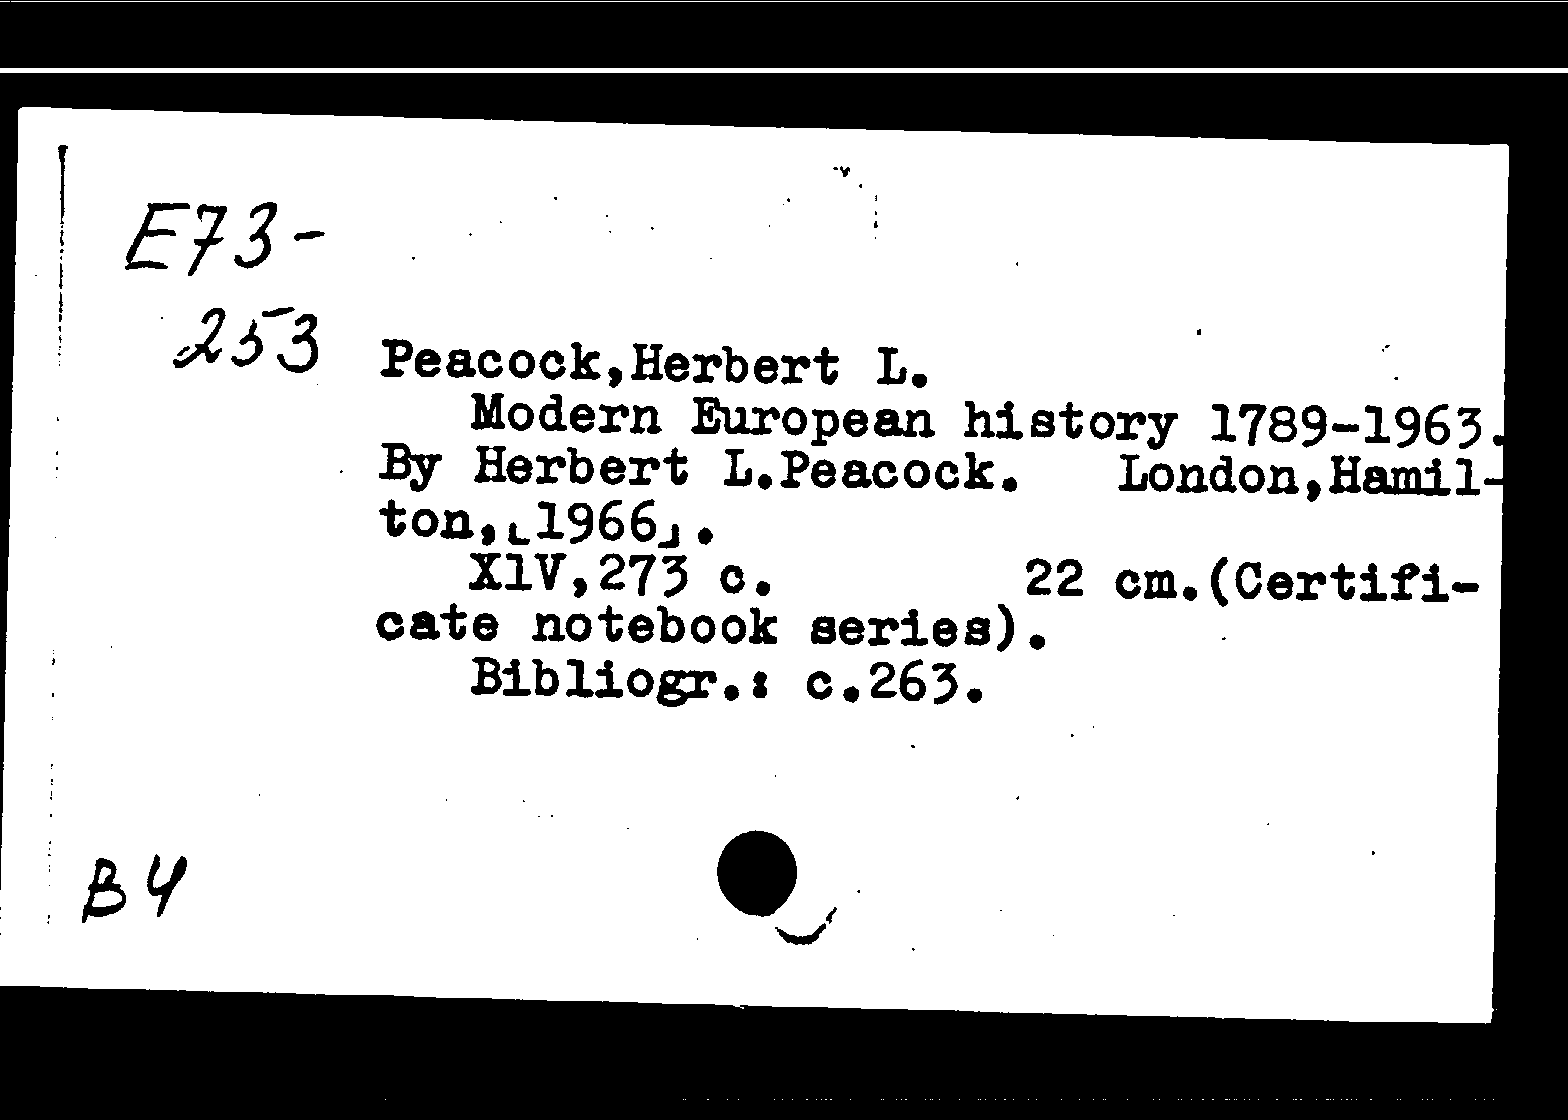 E73-
253
Peacock,Herbert L.
Modern European history 1789-1963.
By Herbert L.Peacock. London,Hamil-
ton,⌞1966⌟.
X1V,273 c. 22 cm.(Certifi-
cate notebook series).
Bibliogr.: c.263.
B4